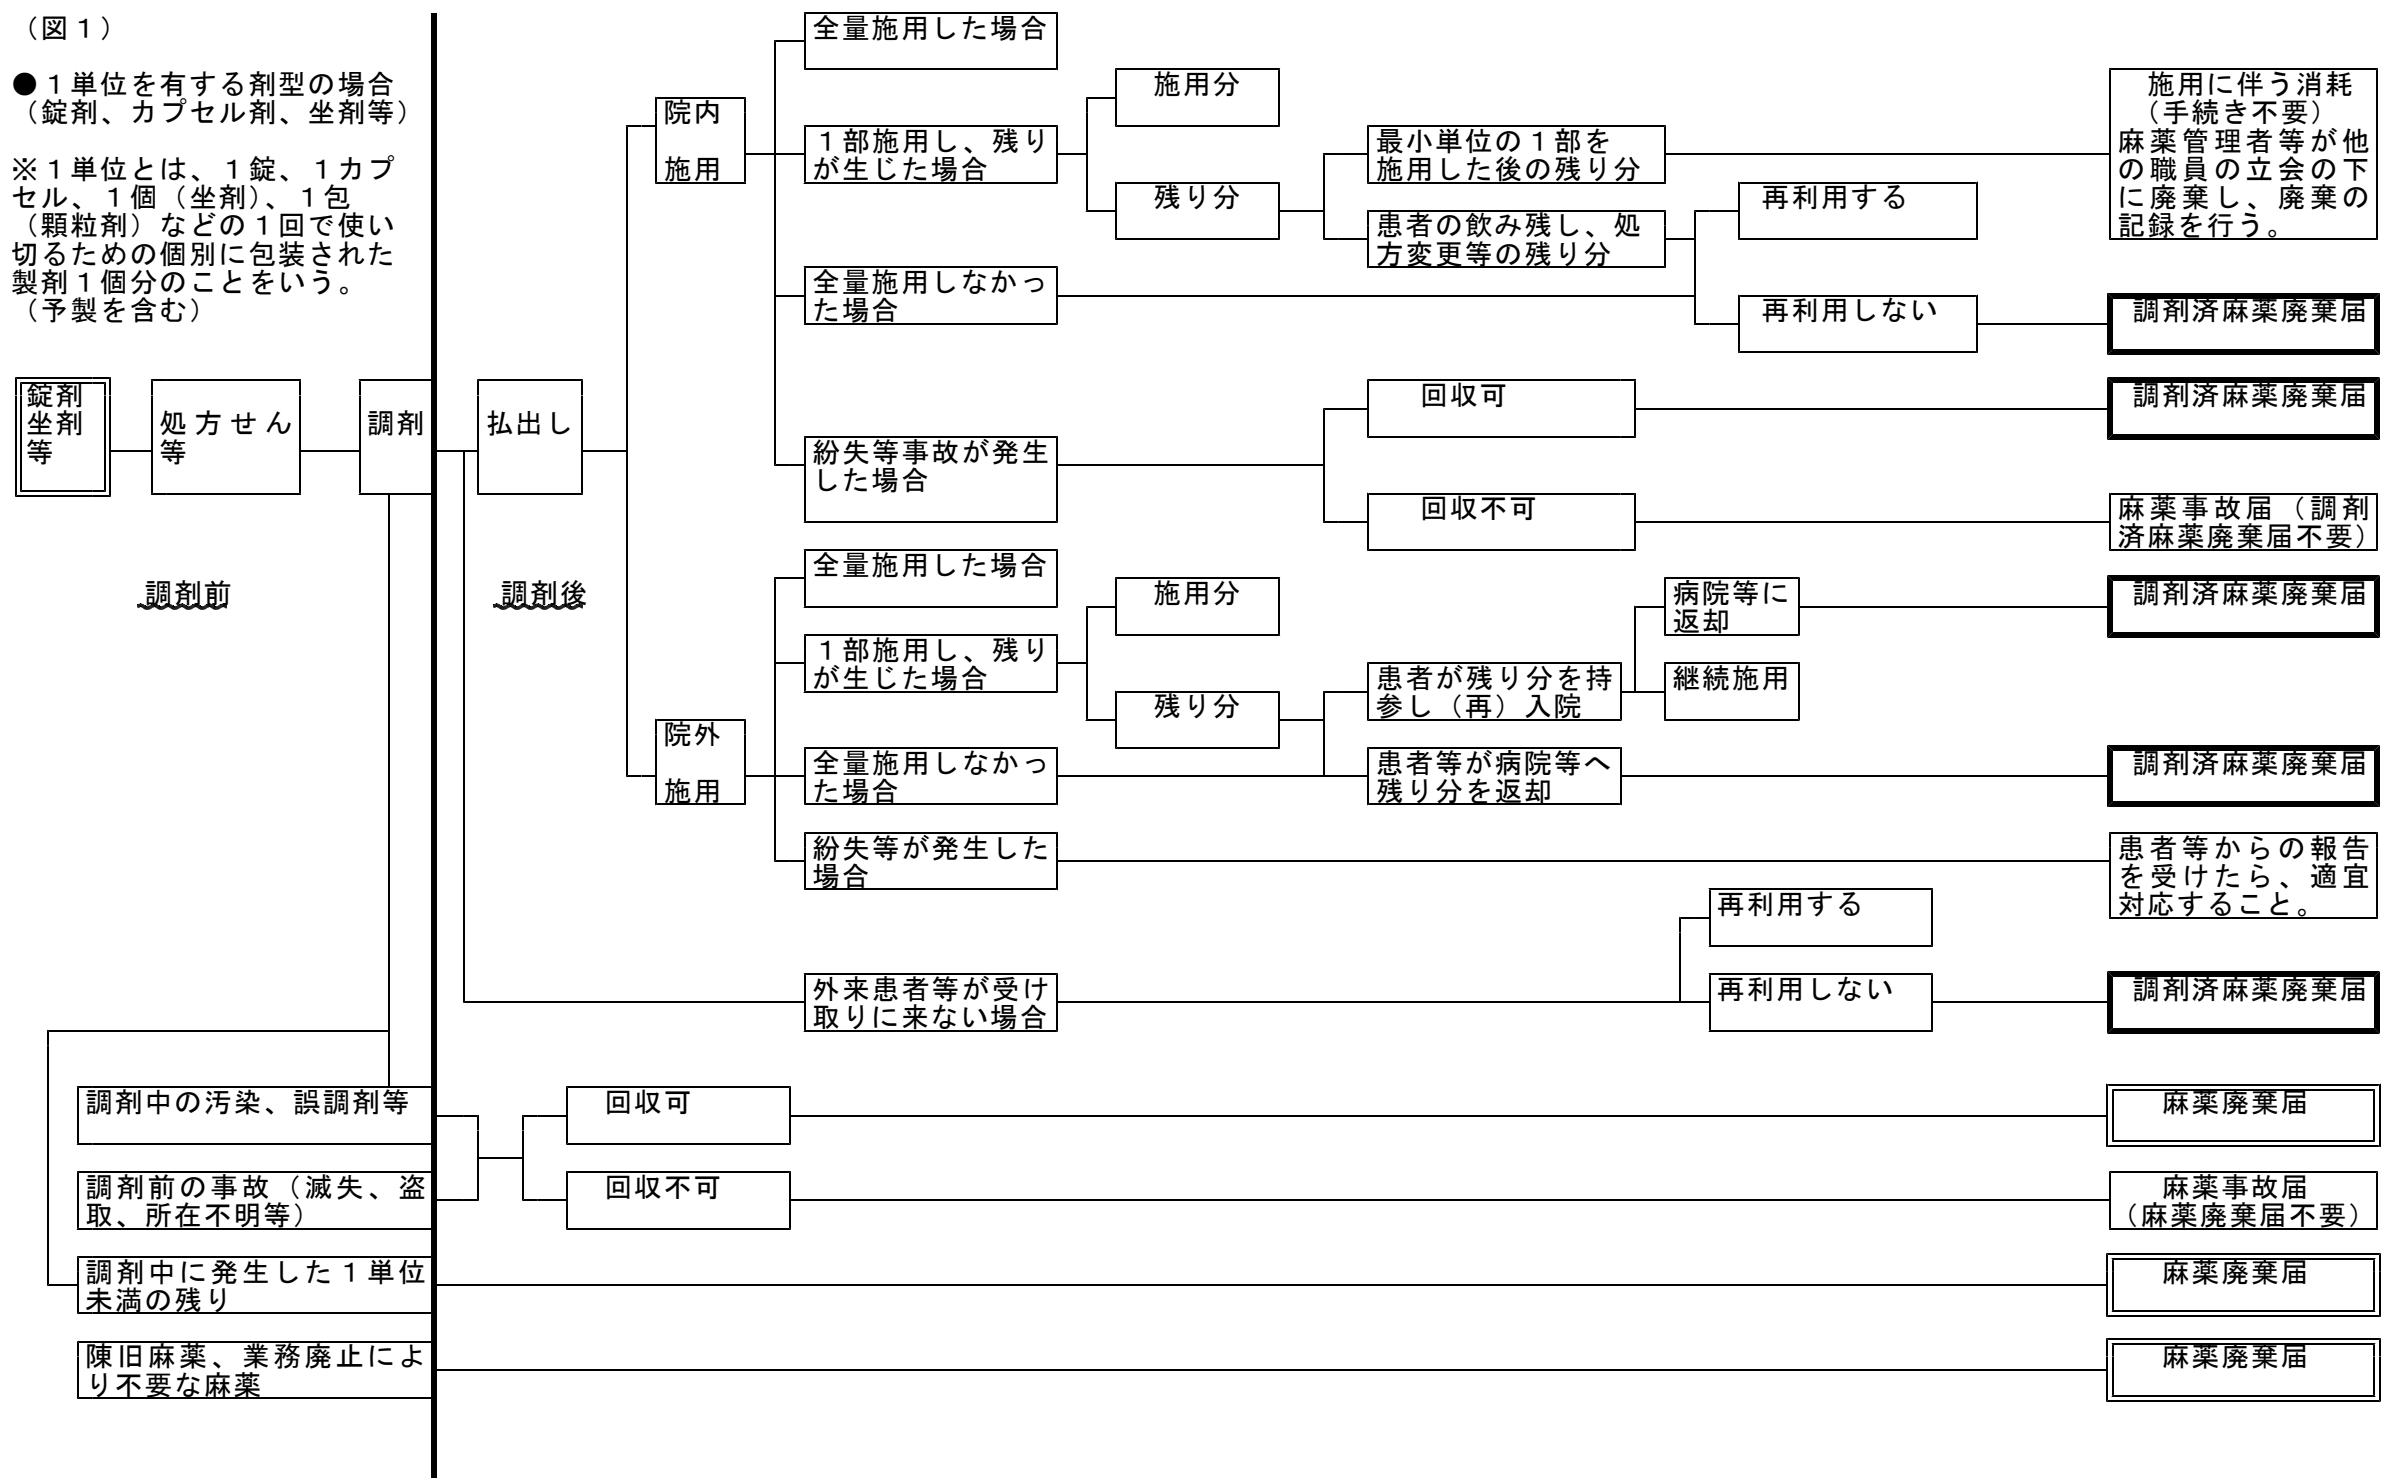 （図１）
●１単位を有する剤型の場合
（錠剤、カプセル剤、坐剤等）
※１単位とは、１錠、１カプ
セル、１個（坐剤）、１包
（顆粒剤）などの１回で使い
切るための個別に包装された
製剤１個分のことをいう。
（予製を含む）
錠剤
坐剤
等
処方せん
等
調剤
払出し
調剤前
調剤後
院内
施用
全量施用した場合
１部施用し、残り
が生じた場合
施用分
残り分
最小単位の１部を
施用した後の残り分
施用に伴う消耗
（手続き不要）
麻薬管理者等が他
の職員の立会の下
に廃棄し、廃棄の
記録を行う。
患者の飲み残し、処
方変更等の残り分
再利用する
全量施用しなかっ
た場合
再利用しない
調剤済麻薬廃棄届
紛失等事故が発生
した場合
回収可
調剤済麻薬廃棄届
回収不可
麻薬事故届（調剤
済麻薬廃棄届不要）
院外
施用
全量施用した場合
１部施用し、残り
が生じた場合
施用分
残り分
患者が残り分を持
参し（再）入院
病院等に
返却
調剤済麻薬廃棄届
継続施用
全量施用しなかっ
た場合
患者等が病院等へ
残り分を返却
調剤済麻薬廃棄届
紛失等が発生した
場合
患者等からの報告
を受けたら、適宜
対応すること。
外来患者等が受け
取りに来ない場合
再利用する
再利用しない
調剤済麻薬廃棄届
調剤中の汚染、誤調剤等
回収可
麻薬廃棄届
調剤前の事故（滅失、盗
取、所在不明等）
回収不可
麻薬事故届
（麻薬廃棄届不要）
調剤中に発生した１単位
未満の残り
麻薬廃棄届
陳旧麻薬、業務廃止によ
り不要な麻薬
麻薬廃棄届